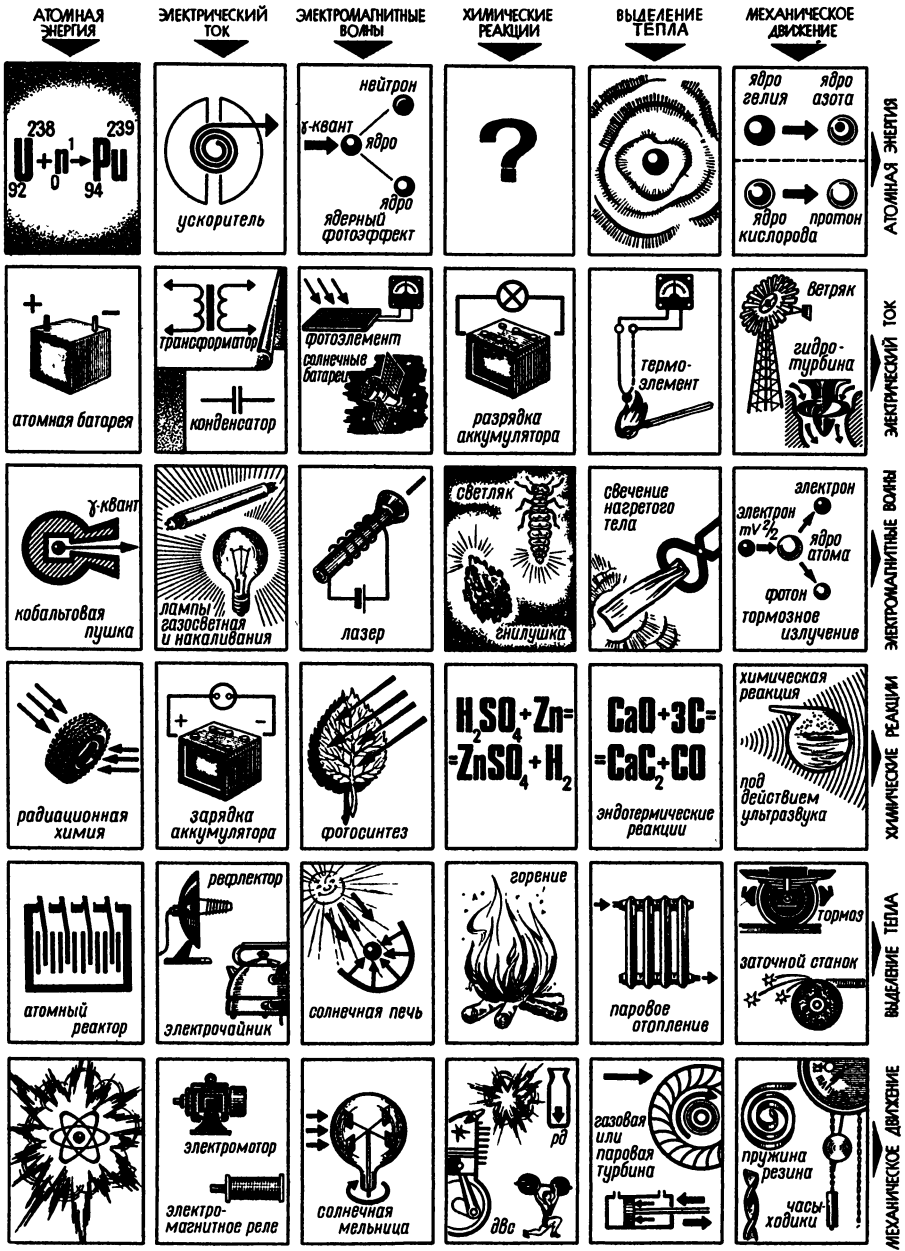 АТОМНАЯ
ЭНЕРГИЯ
ЭЛЕКТРИЧЕСКИЙ
ТОК
ЭЛЕКТРОМАГНИТНЫЕ
ВОЛНЫ
ХИМИЧЕСКИЕ
РЕАКЦИИ
ВЫДЕЛЕНИЕ
ТЕПЛА
МЕХАНИЧЕСКОЕ
ДВИЖЕНИЕ
238 1 239
U + n → Pu
92 0 94
ускоритель
нейтрон
γ-квант
ядро
ядро
ядерный
фотоэффект
?
ядро
гелия
ядро
азота
ядро
кислорова
протон
АТОМНАЯ ЭНЕРГИЯ
+ −
атомная батарея
трансформатор
конденсатор
фотоэлемент
солнечные
батареи
разрядка
аккумулятора
термо-
элемент
ветряк
гидро-
турбина
ЭЛЕКТРИЧЕСКИЙ ТОК
γ-квант
кобальтовая
пушка
лампы
газосветная
и накаливания
лазер
светляк
гнилушка
свечение
нагретого
тела
электрон
электрон
mV²/2
ядро
атома
фотон
тормозное
излучение
ЭЛЕКТРОМАГНИТНЫЕ ВОЛНЫ
радиационная
химия
+ −
зарядка
аккумулятора
фотосинтез
H₂SO₄+Zn=
=ZnSO₄+H₂
CaO+3C=
=CaC₂+CO
эндотермические
реакции
химическая
реакция
под
действием
ультразвука
ХИМИЧЕСКИЕ РЕАКЦИИ
атомный
реактор
рефлектор
электрочайник
солнечная печь
горение
паровое
отопление
тормоз
заточной станок
ВЫДЕЛЕНИЕ ТЕПЛА
электромотор
электро-
магнитное реле
солнечная
мельница
рд
двс
газовая
или
паровая
турбина
пружина
резина
часы-
ходики
МЕХАНИЧЕСКОЕ ДВИЖЕНИЕ